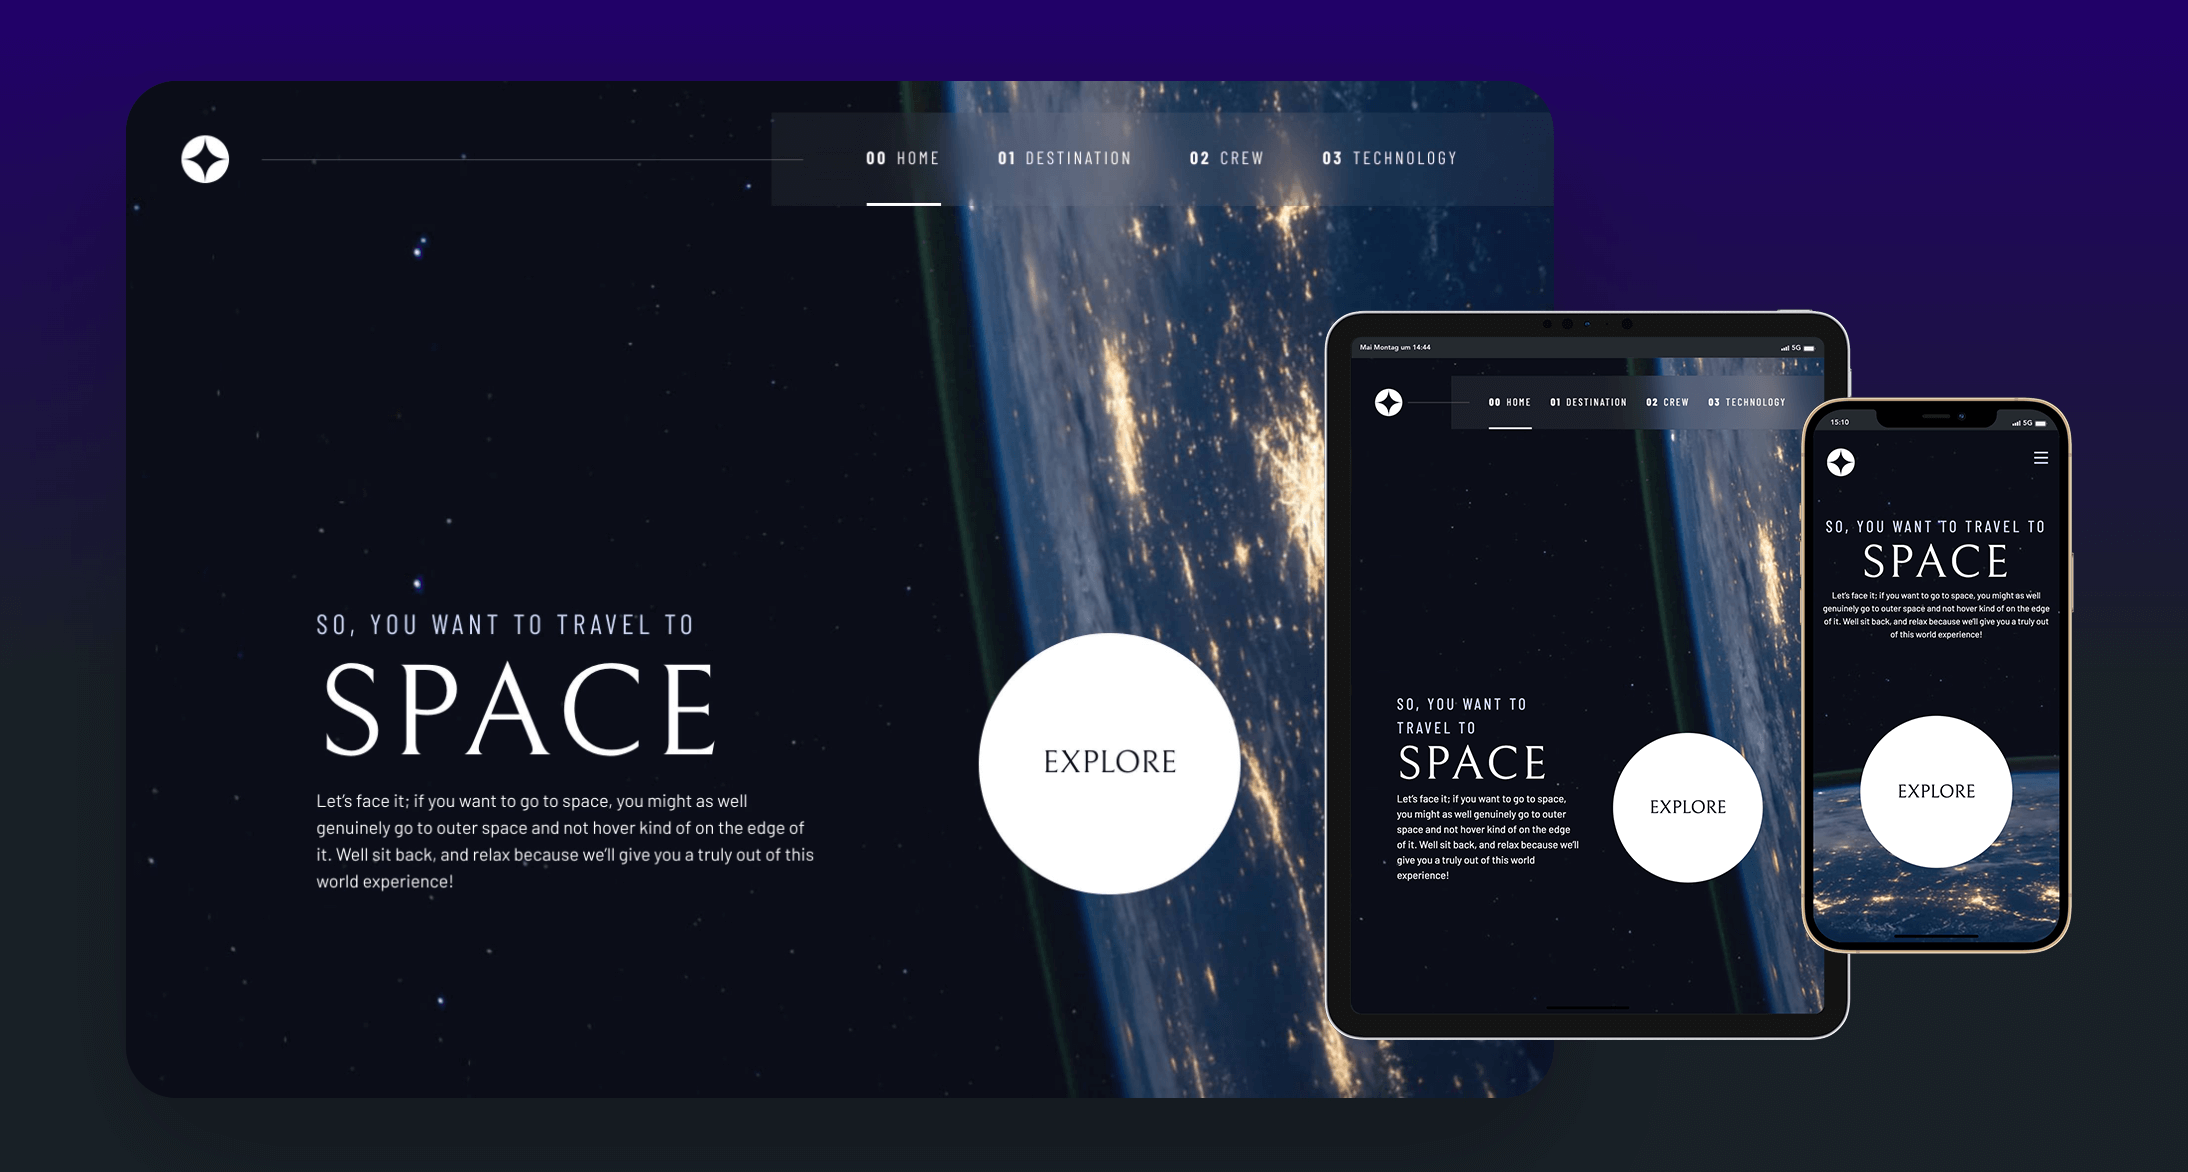 00 HOME 01 DESTINATION 02 CREW 03 TECHNOLOGY
SO, YOU WANT TO TRAVEL TO
SPACE
Let's face it; if you want to go to space, you might as well
genuinely go to outer space and not hover kind of on the edge of
it. Well sit back, and relax because we'll give you a truly out of this
world experience!
EXPLORE
Mai Montag um 14:44
5G
00 HOME 01 DESTINATION 02 CREW 03 TECHNOLOGY
SO, YOU WANT TO
TRAVEL TO
SPACE
Let's face it; if you want to go to space,
you might as well genuinely go to outer
space and not hover kind of on the edge
of it. Well sit back, and relax because we'll
give you a truly out of this world
experience!
EXPLORE
15:10
5G
SO, YOU WANT TO TRAVEL TO
SPACE
Let's face it; if you want to go to space, you might as well
genuinely go to outer space and not hover kind of on the edge
of it. Well sit back, and relax because we'll give you a truly out
of this world experience!
EXPLORE